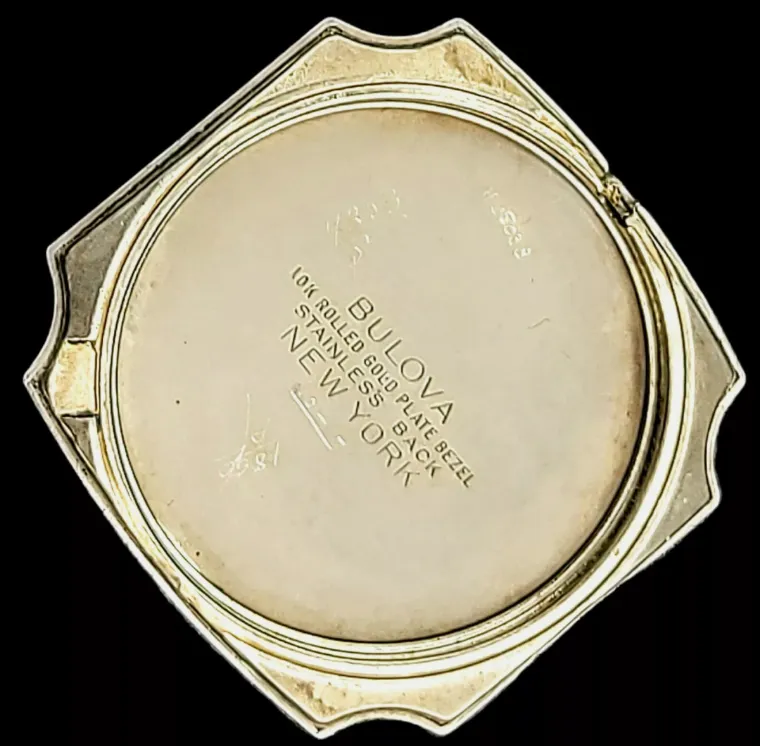 BULOVA
10K ROLLED GOLD PLATE BEZEL
STAINLESS BACK
NEW YORK